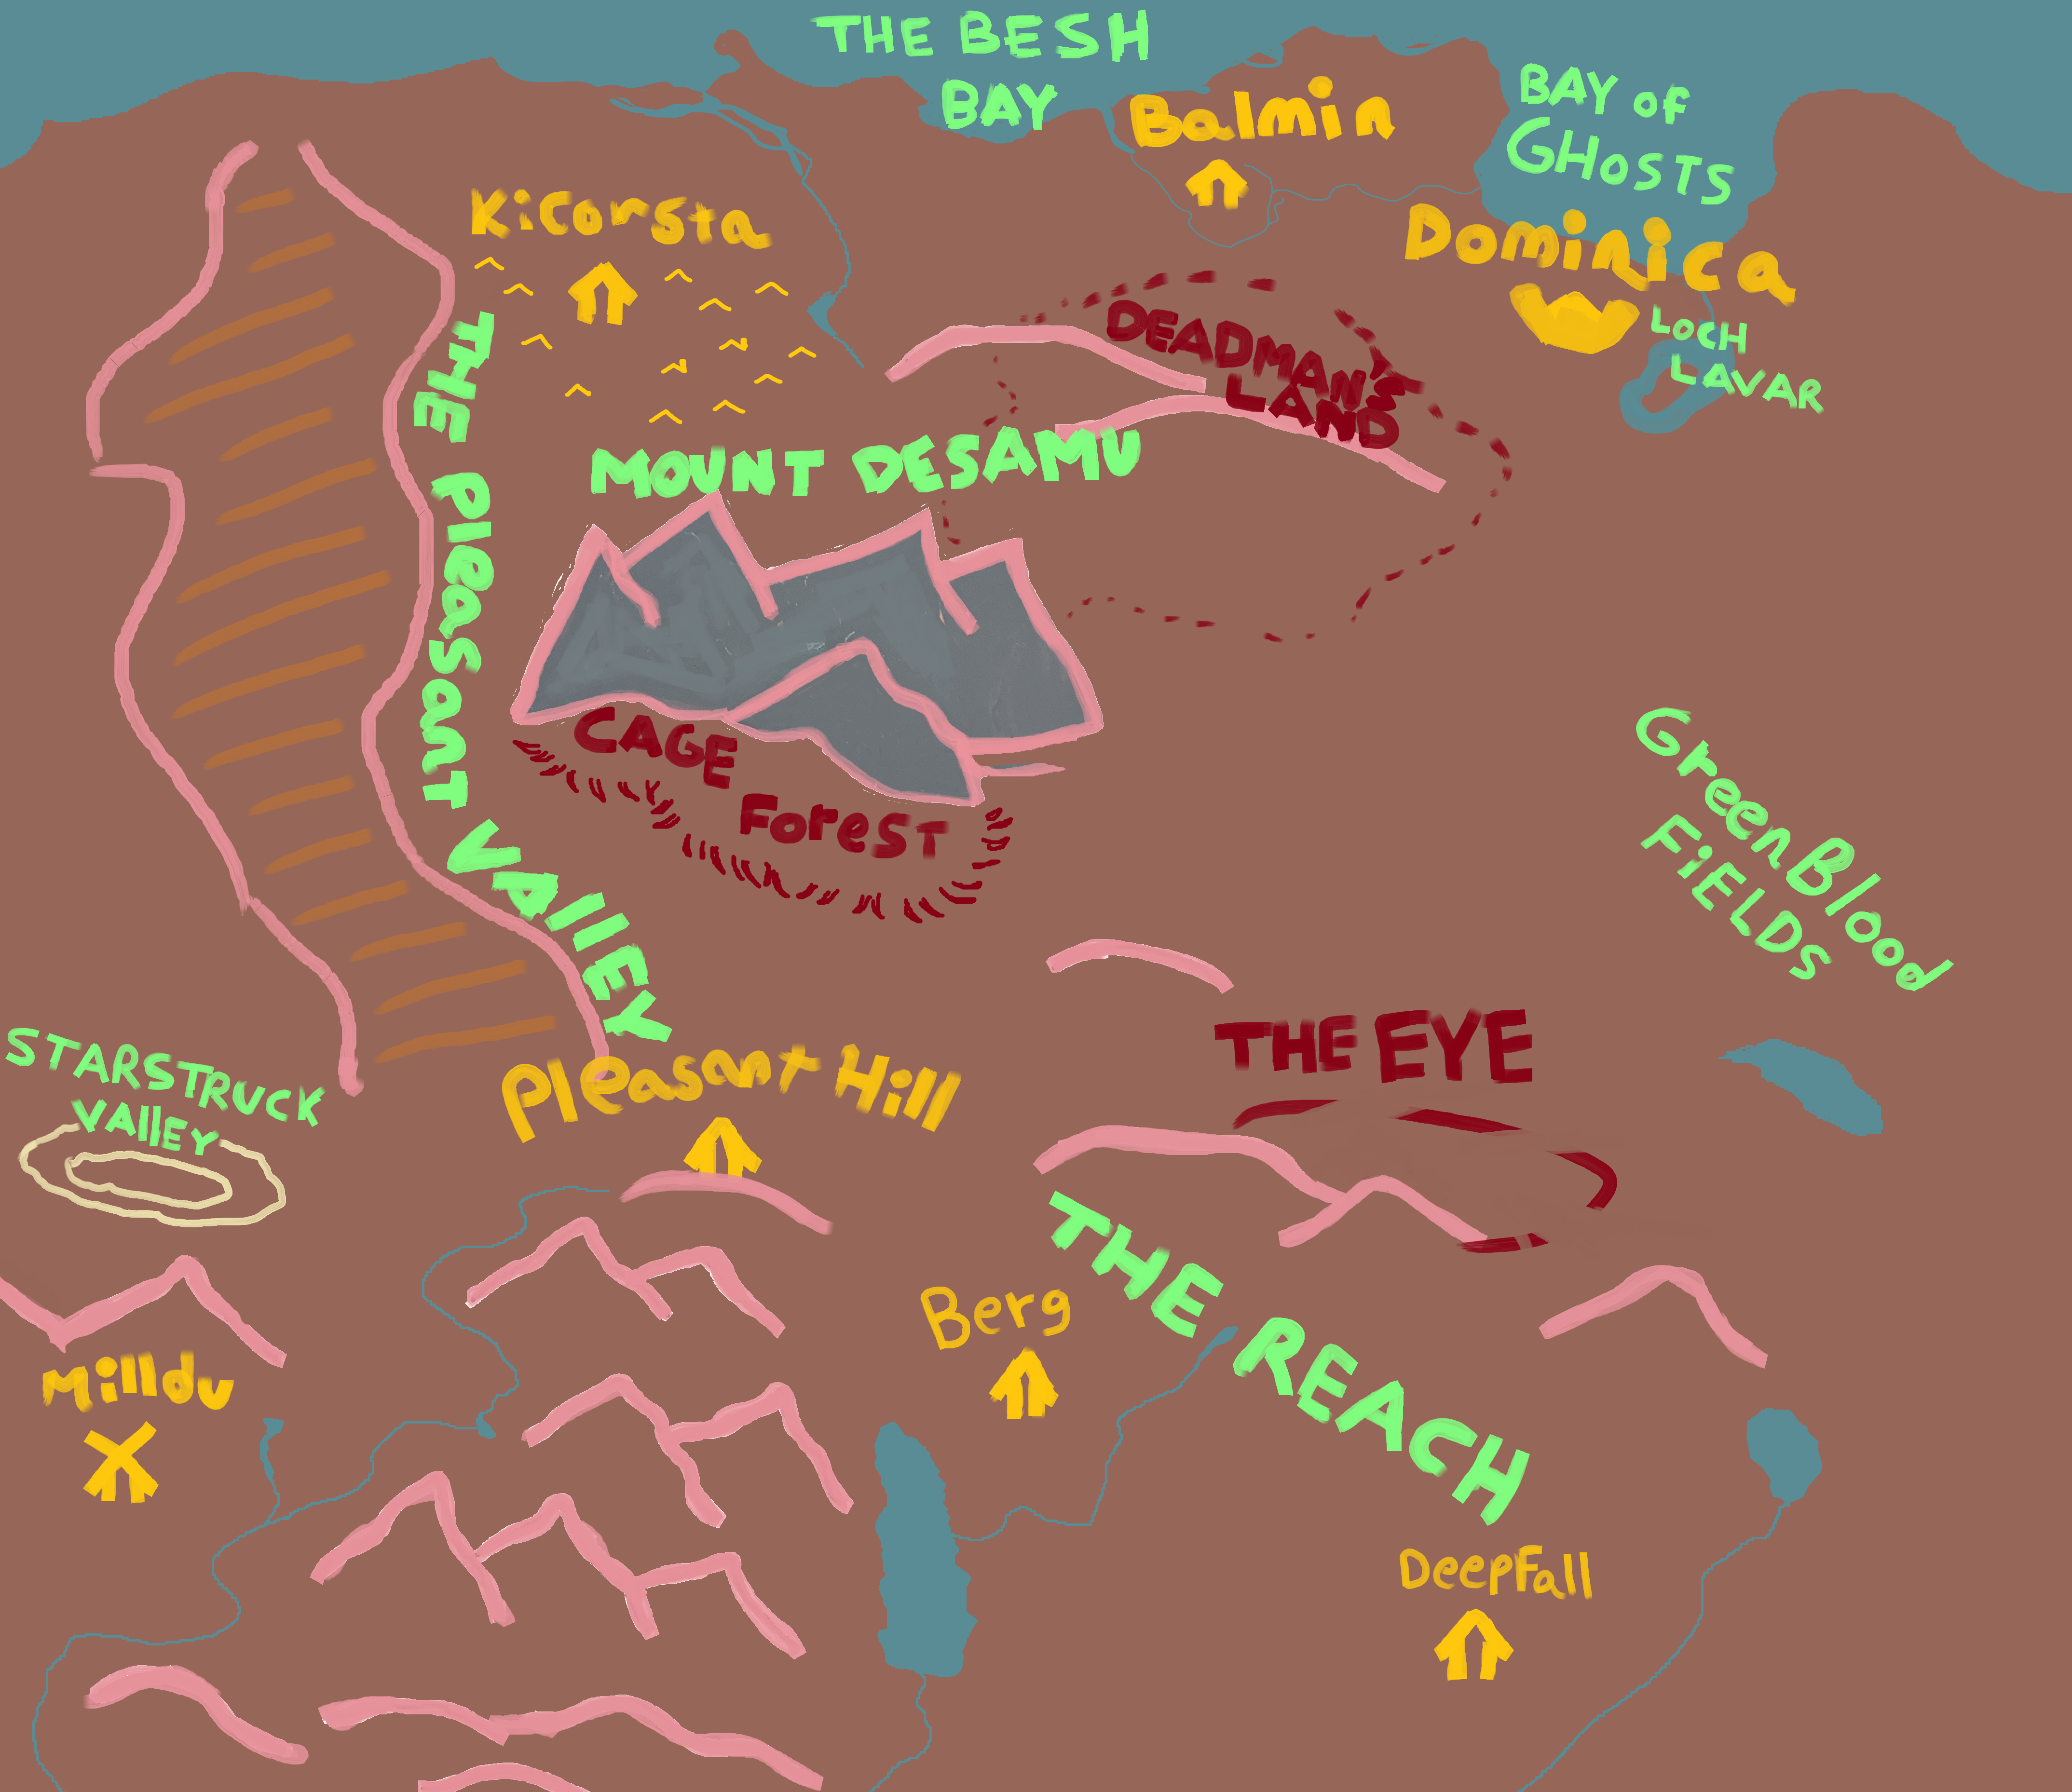 THE BESH
BAY
BAY of
GHOSTS
Balmin
Kicorsta
Dominica
LOCH
LAVAR
DEADMAN'S
LAND
THE PleasanT VAllEY
MOUNT DESAMU
CAGE
ForeST
GreenBlood
FiELDS
THE EYE
STARSTRUCK
VAllEY
Pleasant Hill
THE REACH
Berg
Milldu
DeepFall